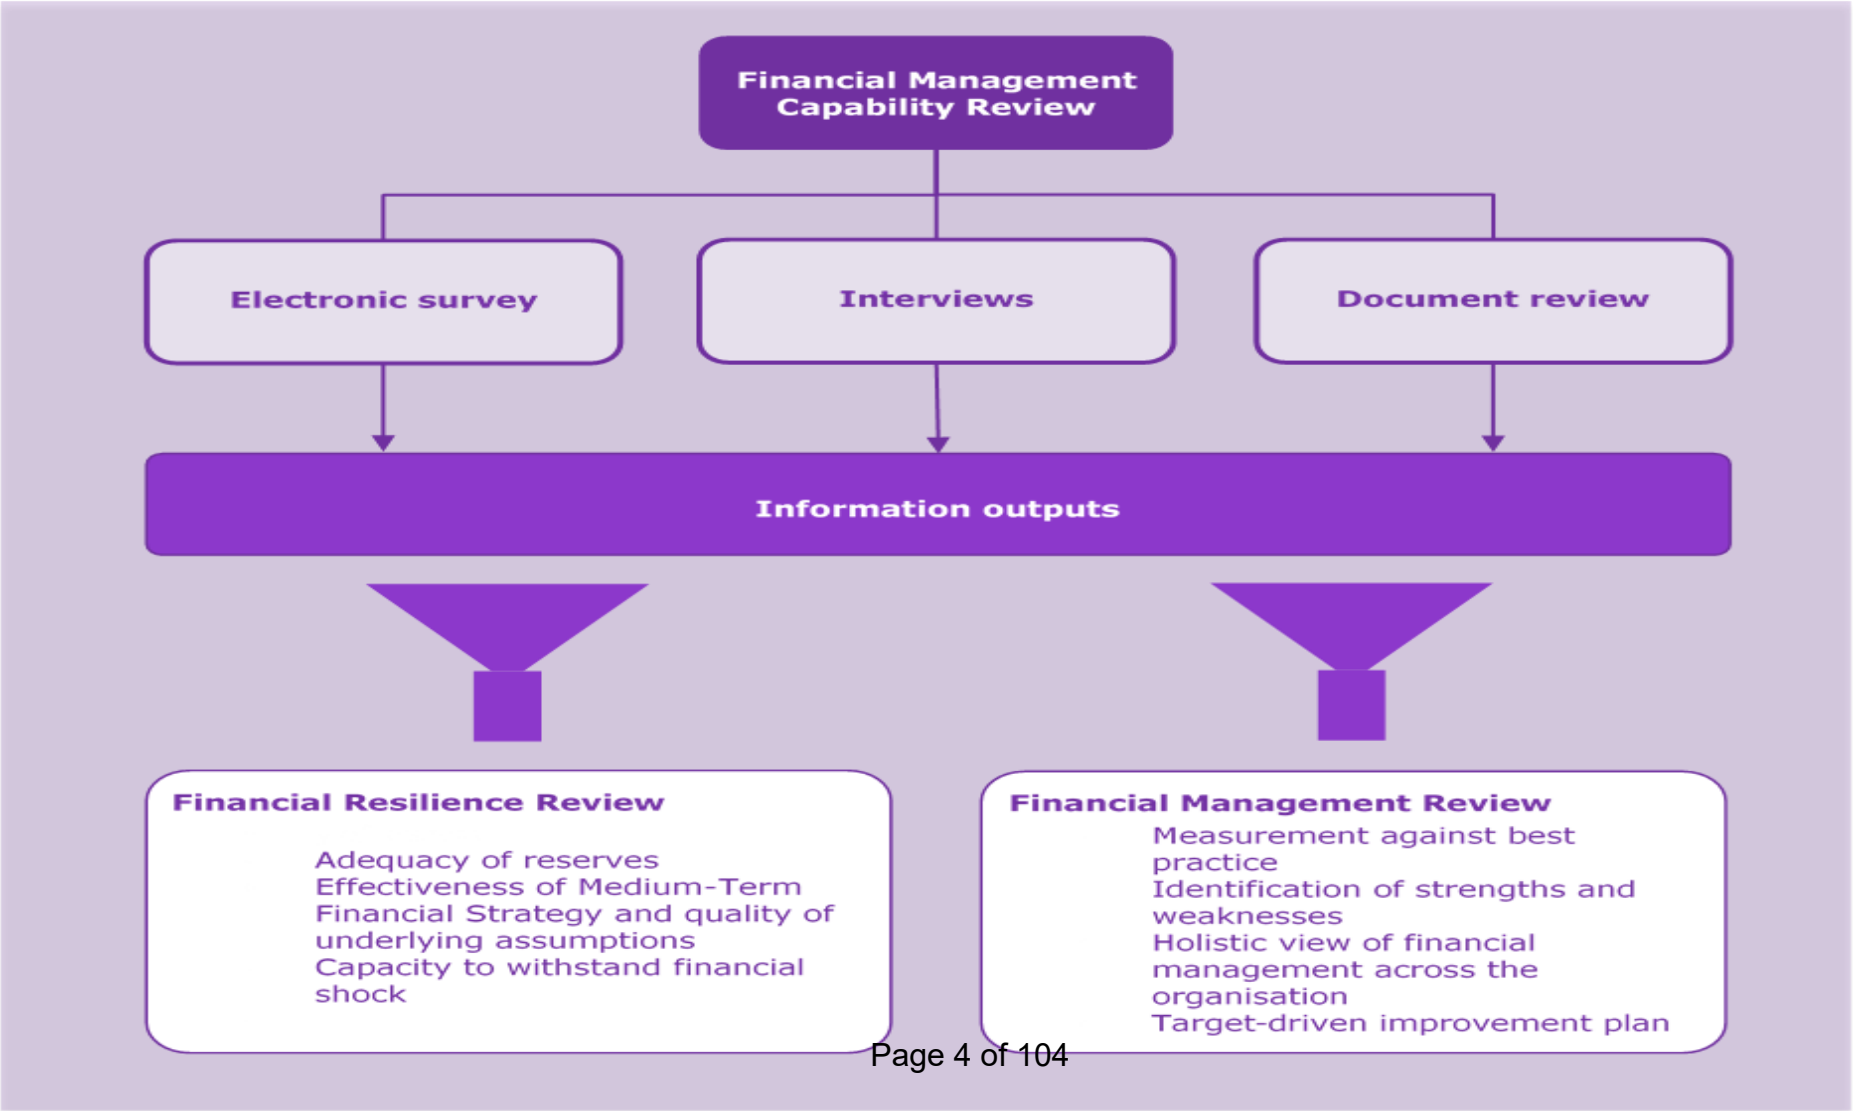 Financial Management
Capability Review
Electronic survey
Interviews
Document review
Information outputs
Financial Resilience Review
Adequacy of reserves
Effectiveness of Medium-Term
Financial Strategy and quality of
underlying assumptions
Capacity to withstand financial
shock
Financial Management Review
Measurement against best
practice
Identification of strengths and
weaknesses
Holistic view of financial
management across the
organisation
Target-driven improvement plan
Page 4 of 104